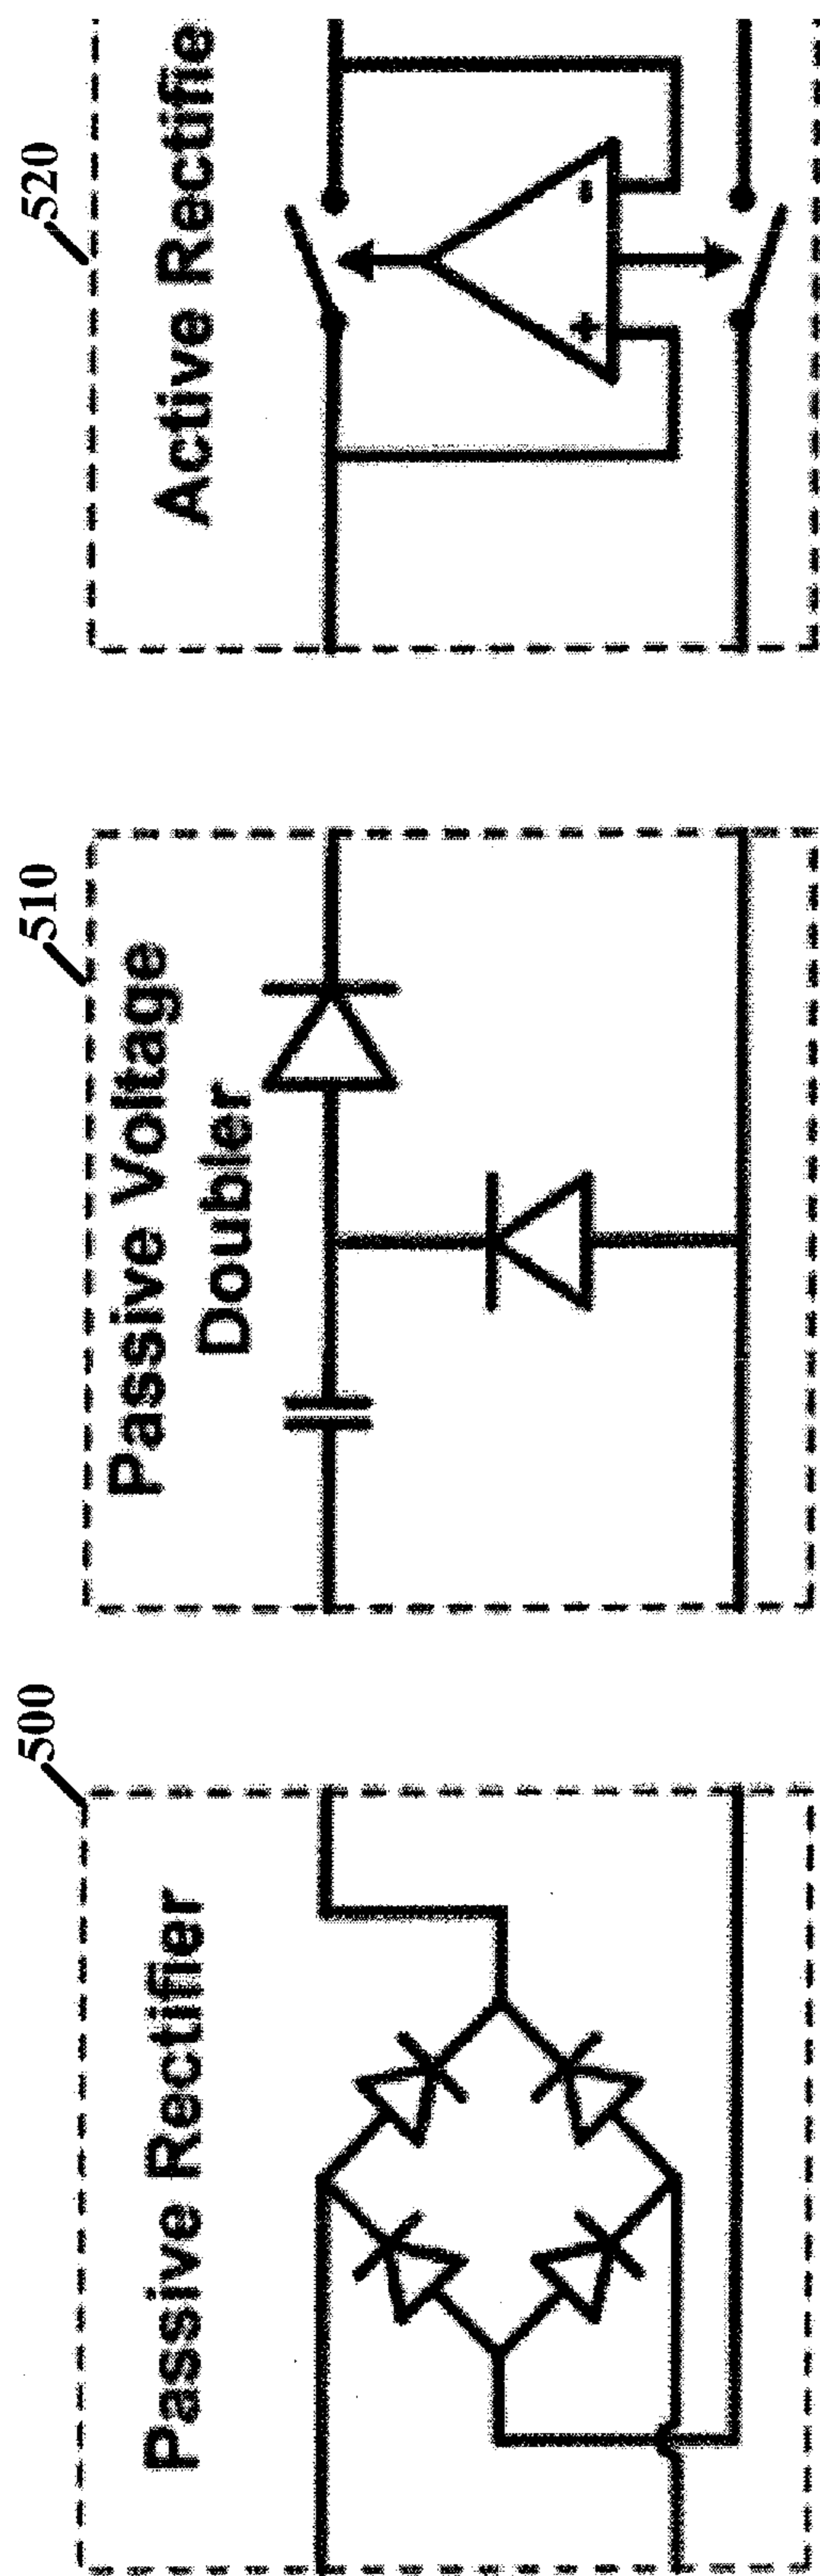 500
Passive Rectifier
510
Passive Voltage
Doubler
520
Active Rectifie
+
-